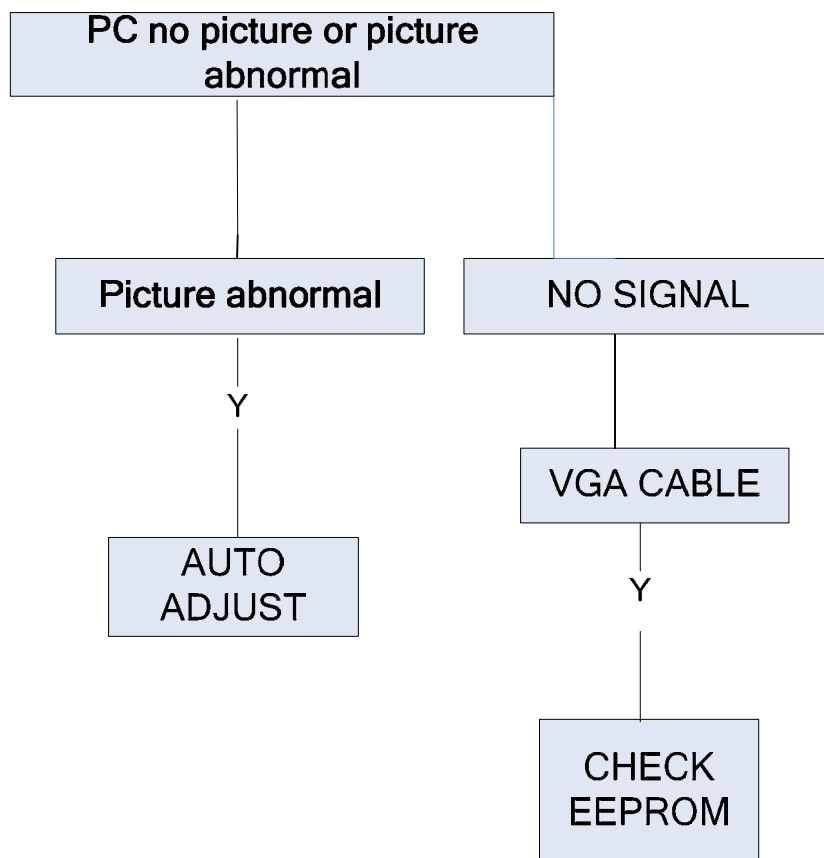 PC no picture or picture
abnormal
Picture abnormal
NO SIGNAL
Y
VGA CABLE
AUTO
ADJUST
Y
CHECK
EEPROM